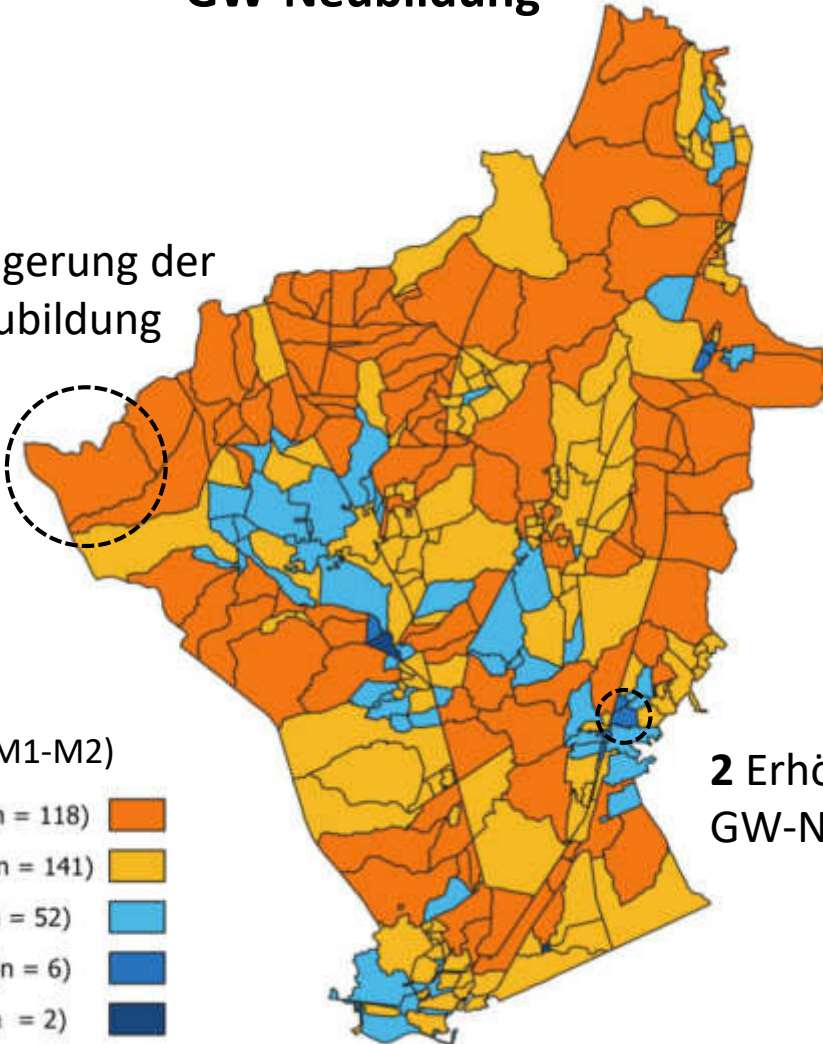 GW-Neubildung
gerung der
ubildung
M1-M2)
n = 118)
n = 141)
= 52)
n = 6)
= 2)
2 Erhö
GW-N